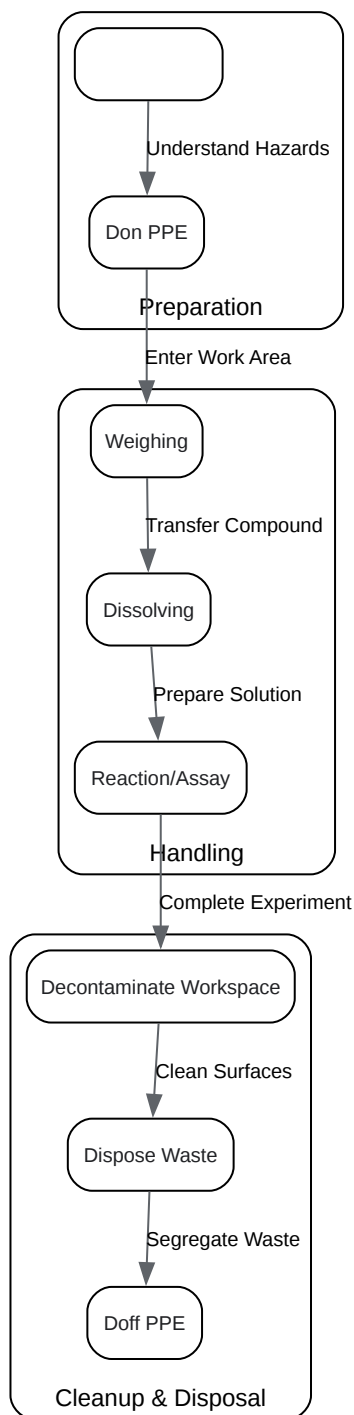 Understand Hazards
Don PPE
Preparation
Enter Work Area
Weighing
Transfer Compound
Dissolving
Prepare Solution
Reaction/Assay
Handling
Complete Experiment
Decontaminate Workspace
Clean Surfaces
Dispose Waste
Segregate Waste
Doff PPE
Cleanup & Disposal